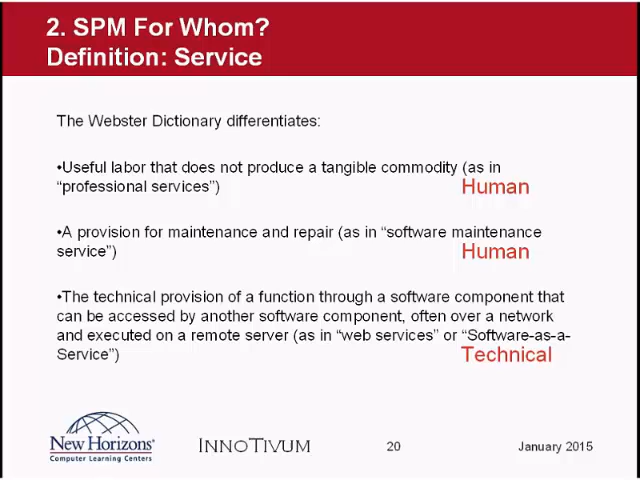 2. SPM For Whom?
Definition: Service
The Webster Dictionary differentiates:
•Useful labor that does not produce a tangible commodity (as in
“professional services”)
Human
•A provision for maintenance and repair (as in “software maintenance
service”)
Human
•The technical provision of a function through a software component that
can be accessed by another software component, often over a network
and executed on a remote server (as in “web services” or “Software-as-a-
Service”)
Technical
New Horizons®
Computer Learning Centers
INNOTIVUM
20
January 2015